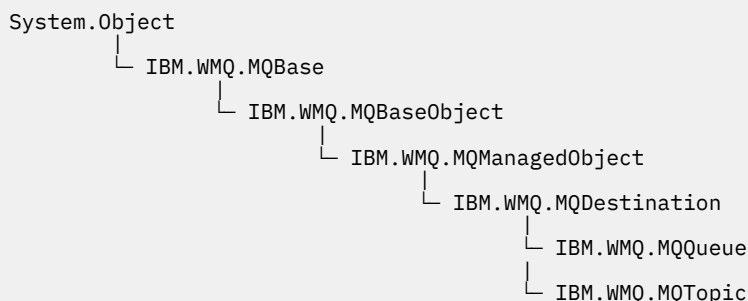 System.Object
IBM.WMQ.MQBase
IBM.WMQ.MQBaseObject
IBM.WMQ.MQManagedObject
IBM.WMQ.MQDestination
IBM.WMQ.MQQueue
IBM.WMQ.MQTopic